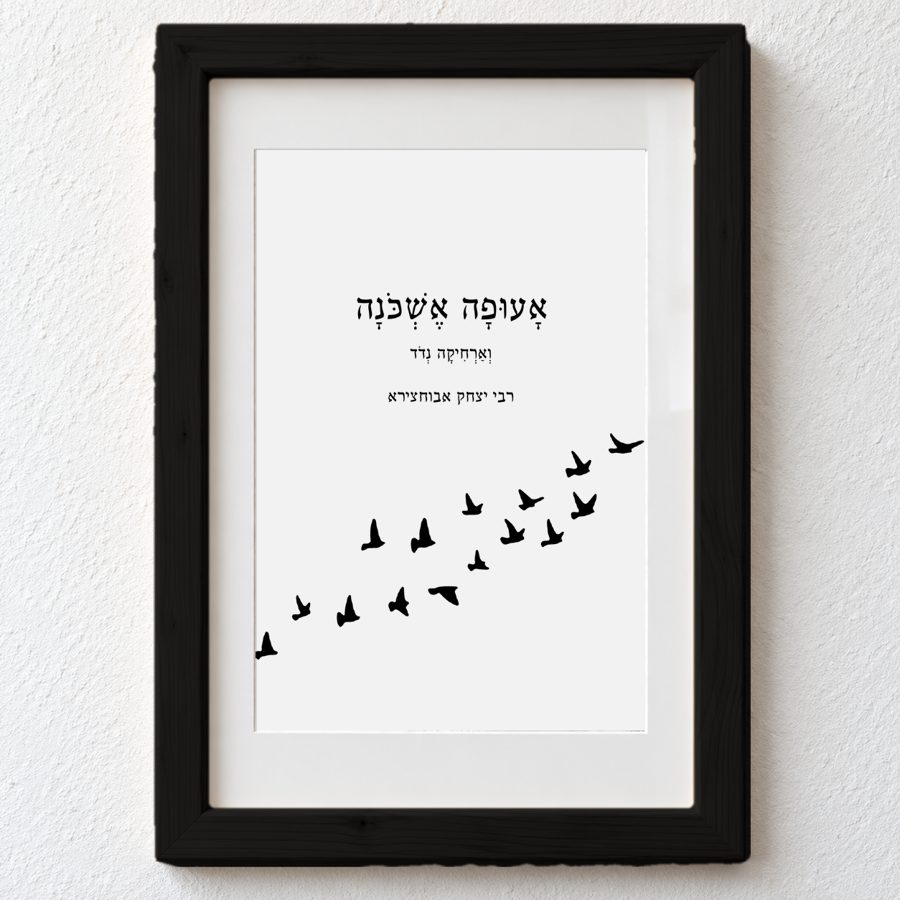 אָעוּפָה אֶשְׁכֹּנָה
וְאַרְחִיקָה נְדֹד
רבי יצחק אבוחצירא